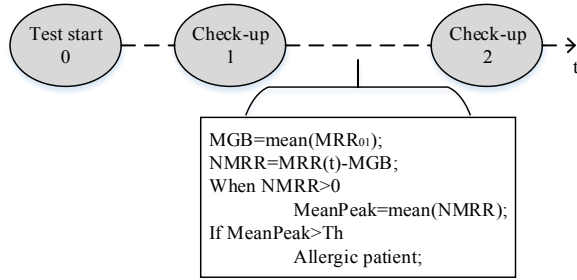 Test start
0
Check-up
1
Check-up
2
t
MGB=mean(MRR₀₁);
NMRR=MRR(t)-MGB;
When NMRR>0
MeanPeak=mean(NMRR);
If MeanPeak>Th
Allergic patient;